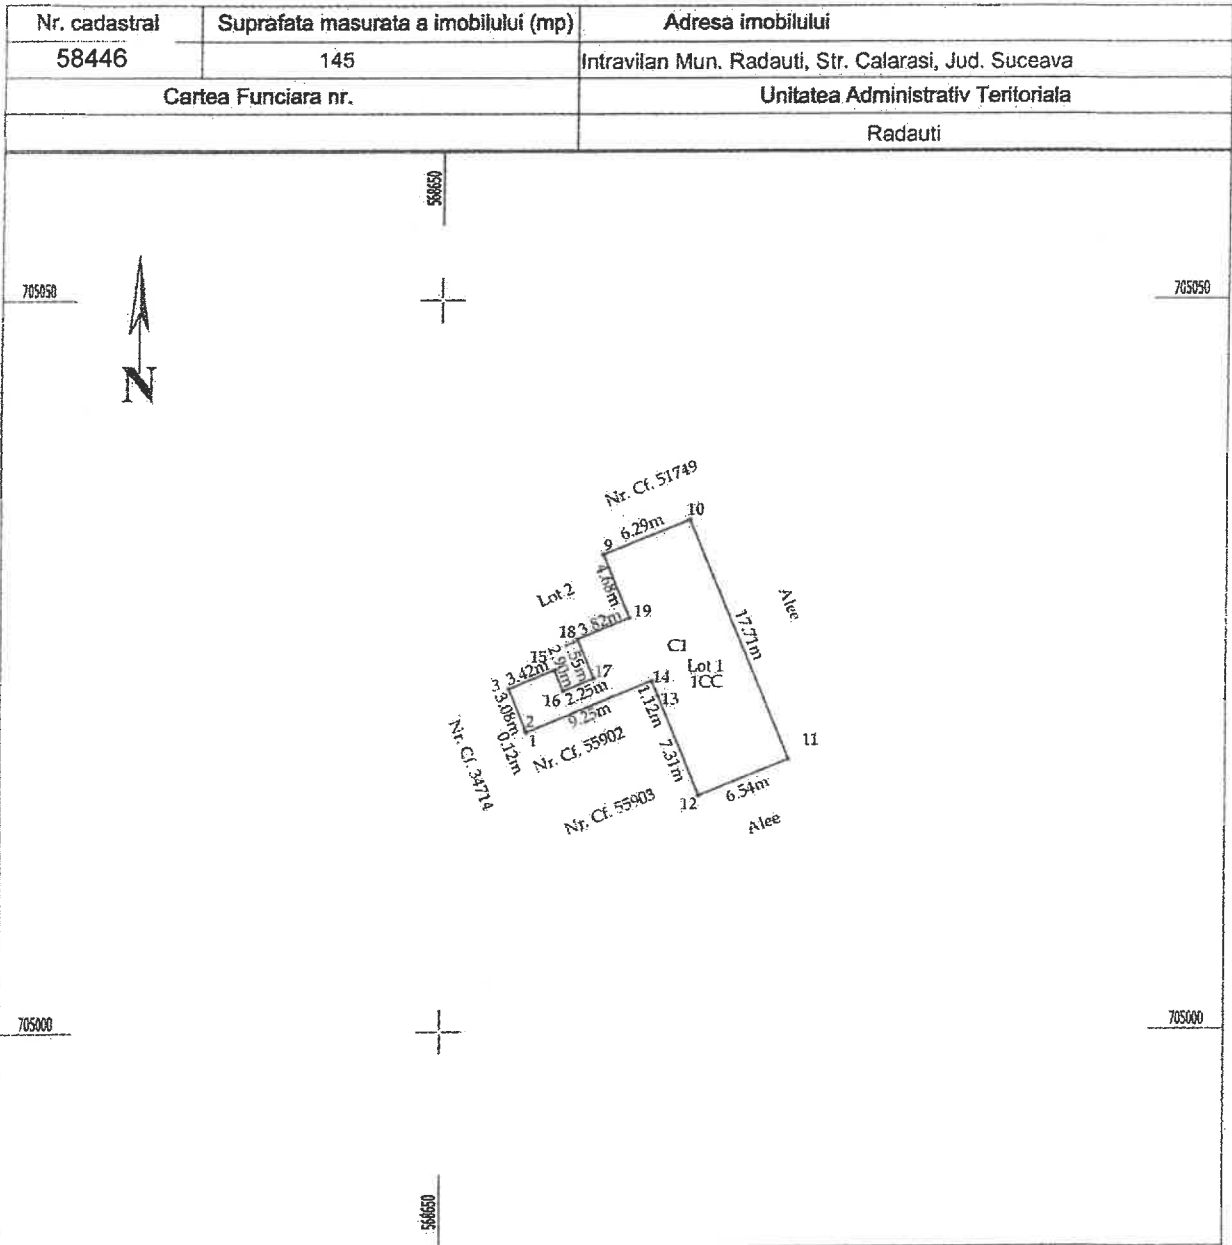 Nr. cadastral Suprafata masurata a imobilului (mp) Adresa imobilului
58446 145 Intravilan Mun. Radauti, Str. Calarasi, Jud. Suceava
Cartea Funciara nr. Unitatea Administrativ Teritoriala
Radauti
568650
705050
705050
N
Nr. Cf. 51749
10
6.29m
9
4.68m
Lot 2
Alee
19
3.82m
17.71m
18
C1
15
Lot 1
1CC
3.42m
17
14
3
16
2.25m
13
1.12m
3.08m
2
9.25m
1
0.12m
7.31m
11
Nr. Cf. 34714
Nr. Cf. 55902
6.54m
12
Nr. Cf. 55903
Alee
705000
705000
568650